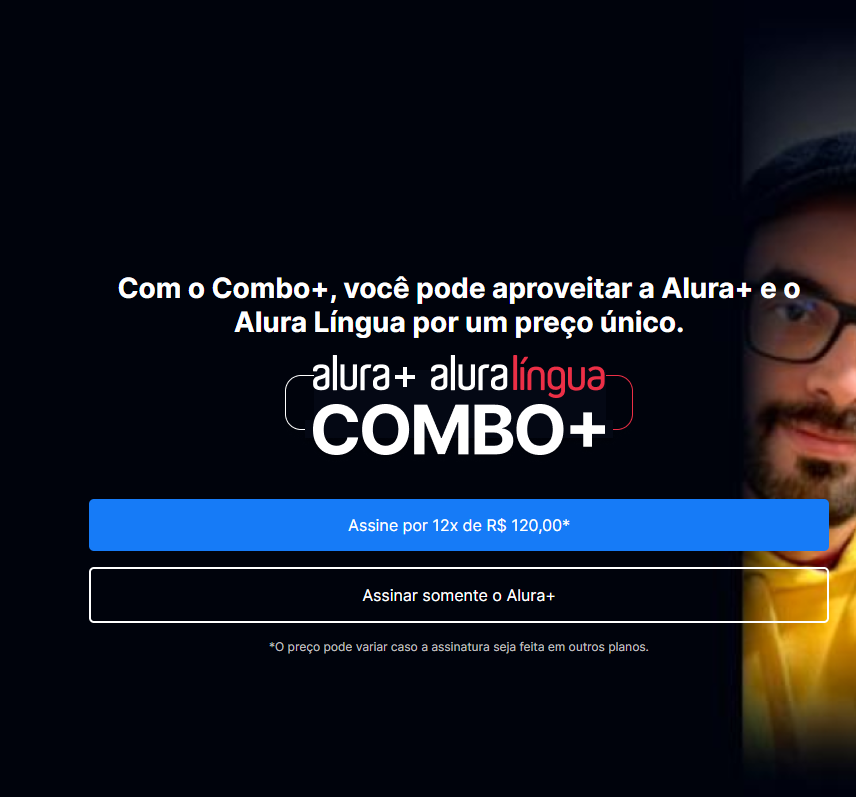 Com o Combo+, você pode aproveitar a Alura+ e o
Alura Língua por um preço único.
alura+ aluralíngua
COMBO+
Assine por 12x de R$ 120,00*
Assinar somente o Alura+
*O preço pode variar caso a assinatura seja feita em outros planos.